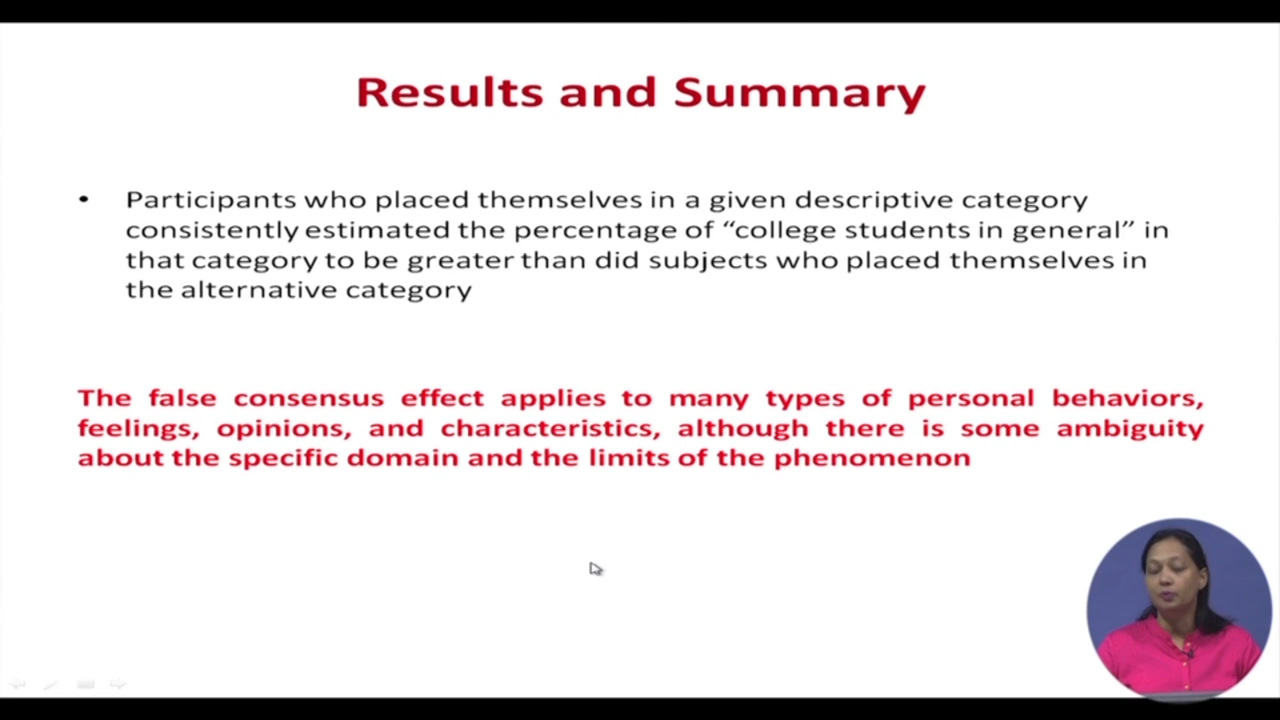 Results and Summary
• Participants who placed themselves in a given descriptive category
consistently estimated the percentage of “college students in general” in
that category to be greater than did subjects who placed themselves in
the alternative category
The false consensus effect applies to many types of personal behaviors,
feelings, opinions, and characteristics, although there is some ambiguity
about the specific domain and the limits of the phenomenon